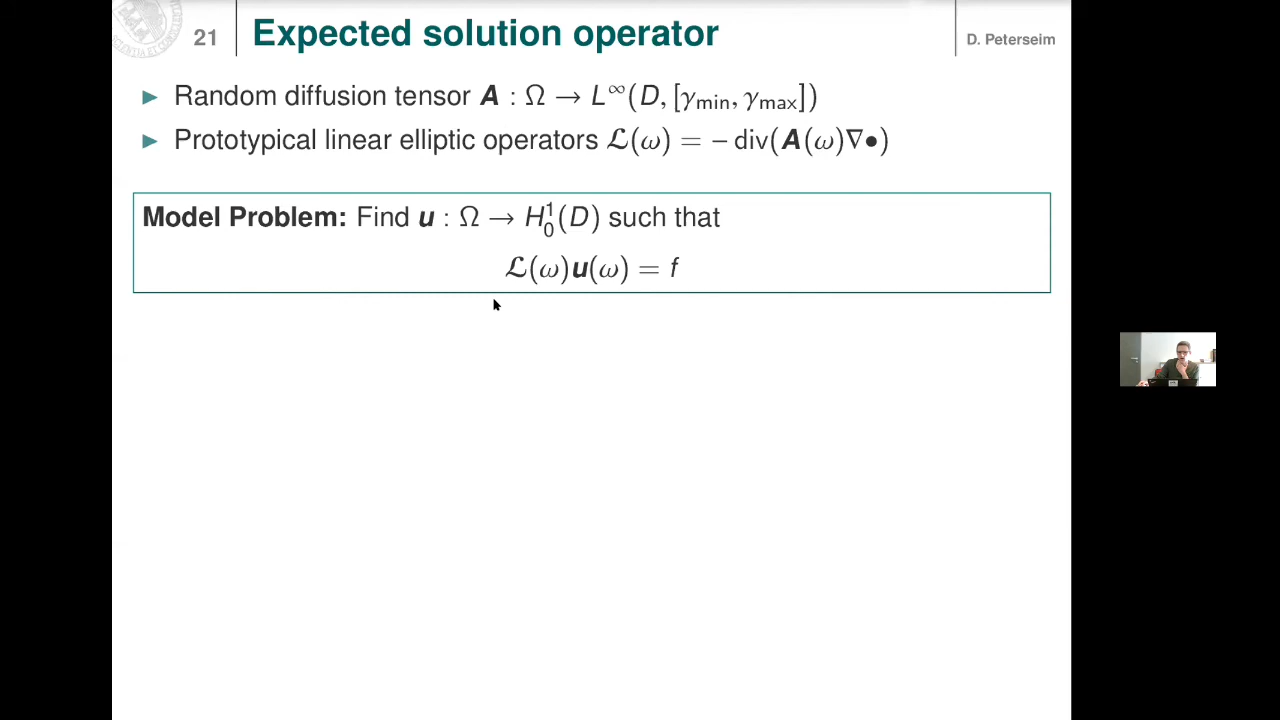 21
Expected solution operator
D. Peterseim
► Random diffusion tensor A : Ω → L∞(D, [γmin, γmax])
► Prototypical linear elliptic operators ℒ(ω) = − div(A(ω)∇•)
Model Problem: Find u : Ω → H¹₀(D) such that
ℒ(ω)u(ω) = f